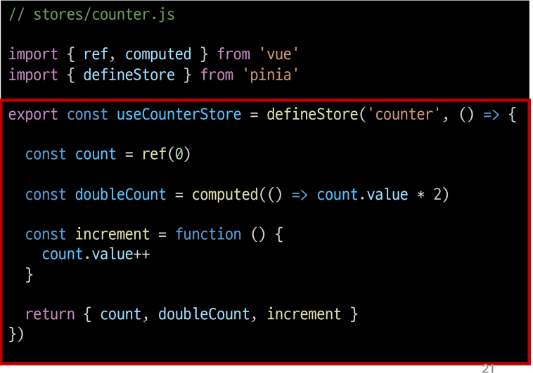 // stores/counter.js
import { ref, computed } from 'vue'
import { defineStore } from 'pinia'
export const useCounterStore = defineStore('counter', () => {
const count = ref(0)
const doubleCount = computed(() => count.value * 2)
const increment = function () {
count.value++
}
return { count, doubleCount, increment }
})
21